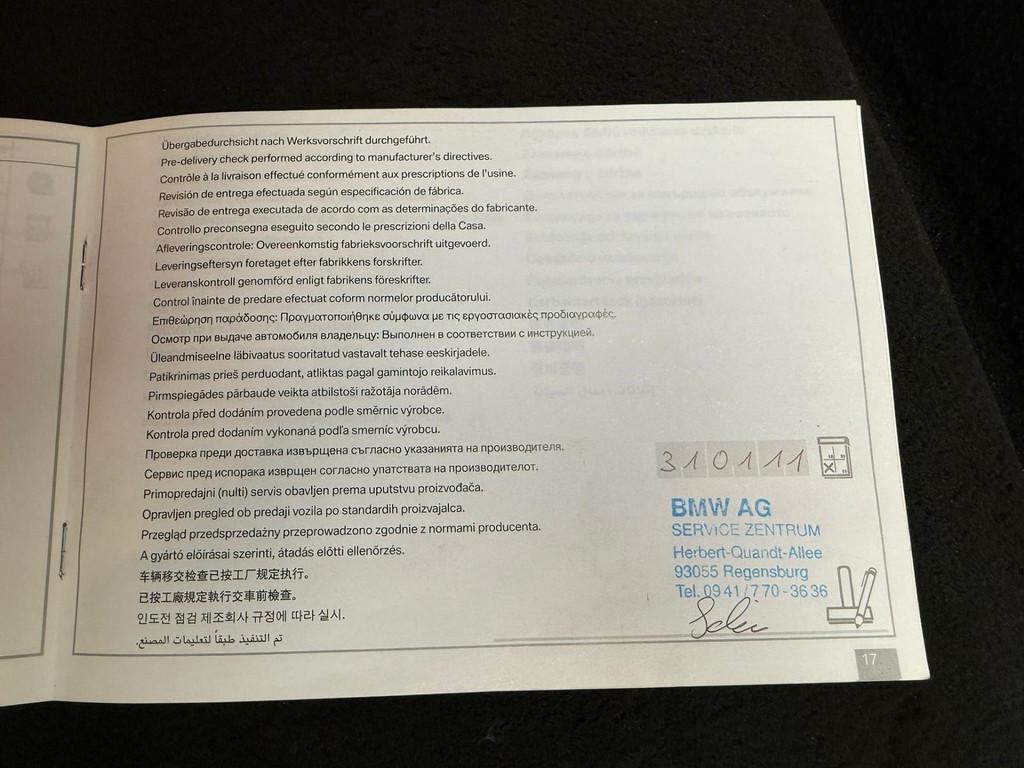 Übergabedurchsicht nach Werksvorschrift durchgeführt.
Pre-delivery check performed according to manufacturer's directives.
Contrôle à la livraison effectué conformément aux prescriptions de l'usine.
Revisión de entrega efectuada según especificación de fábrica.
Revisão de entrega executada de acordo com as determinações do fabricante.
Controllo preconsegna eseguito secondo le prescrizioni della Casa.
Afleveringscontrole: Overeenkomstig fabrieksvoorschrift uitgevoerd.
Leveringseftersyn foretaget efter fabrikkens forskrifter.
Leveranskontroll genomförd enligt fabrikens föreskrifter.
Control înainte de predare efectuat coform normelor producătorului.
Επιθεώρηση παράδοσης: Πραγματοποιήθηκε σύμφωνα με τις εργοστασιακές προδιαγραφές.
Осмотр при выдаче автомобиля владельцу: Выполнен в соответствии с инструкцией.
Üleandmiseelne läbivaatus sooritatud vastavalt tehase eeskirjadele.
Patikrinimas prieš perduodant, atliktas pagal gamintojo reikalavimus.
Pirmspiegādes pārbaude veikta atbilstoši ražotāja norādēm.
Kontrola před dodáním provedena podle směrnic výrobce.
Kontrola pred dodaním vykonaná podľa smerníc výrobcu.
Проверка преди доставка извършена съгласно указанията на производителя.
Сервис пред испорака извршен согласно упатствата на производителот.
Primopredajni (nulti) servis obavljen prema uputstvu proizvođača.
Opravljen pregled ob predaji vozila po standardih proizvajalca.
Przegląd przedsprzedażny przeprowadzono zgodnie z normami producenta.
A gyártó előírásai szerinti, átadás előtti ellenőrzés.
车辆移交检查已按工厂规定执行。
已按工廠規定執行交車前檢查。
인도전 점검 제조회사 규정에 따라 실시.
تم التنفيذ طبقاً لتعليمات المصنع.
310111
BMW AG
SERVICE ZENTRUM
Herbert-Quandt-Allee
93055 Regensburg
Tel. 09 41 / 7 70 - 36 36
17